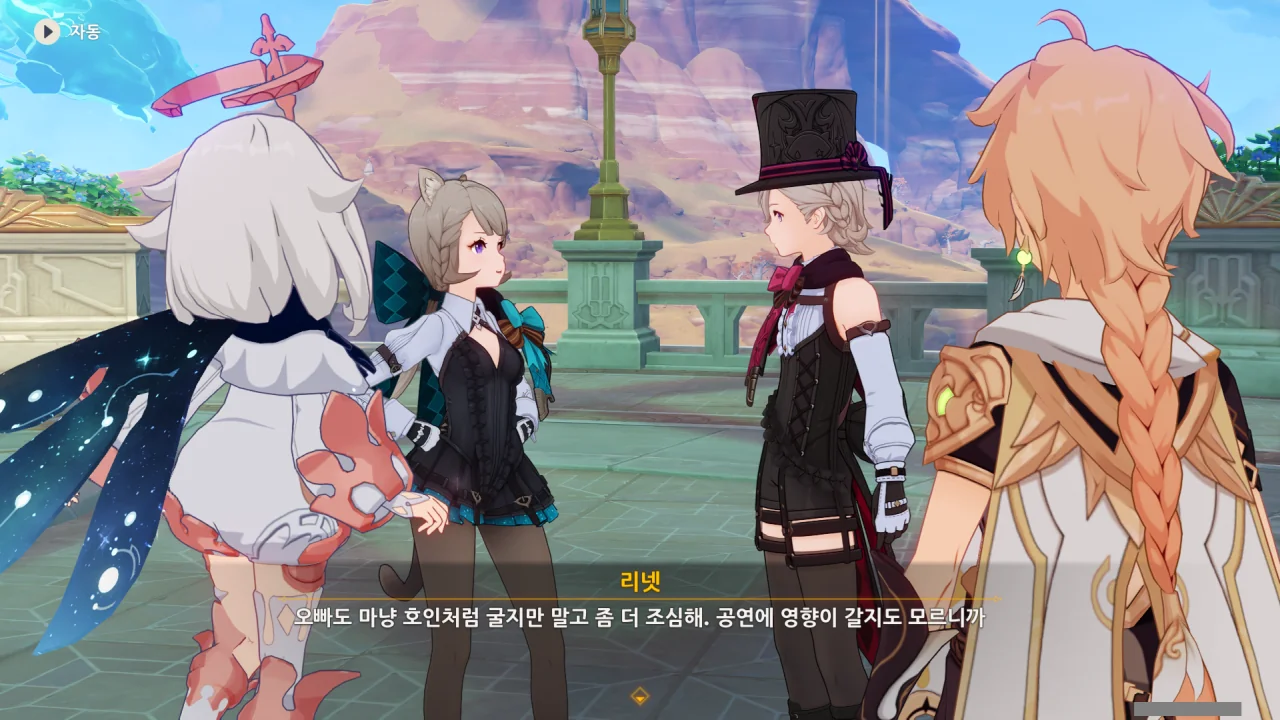 자동
리넷
오빠도 마냥 호인처럼 굴지만 말고 좀 더 조심해. 공연에 영향이 갈지도 모르니까